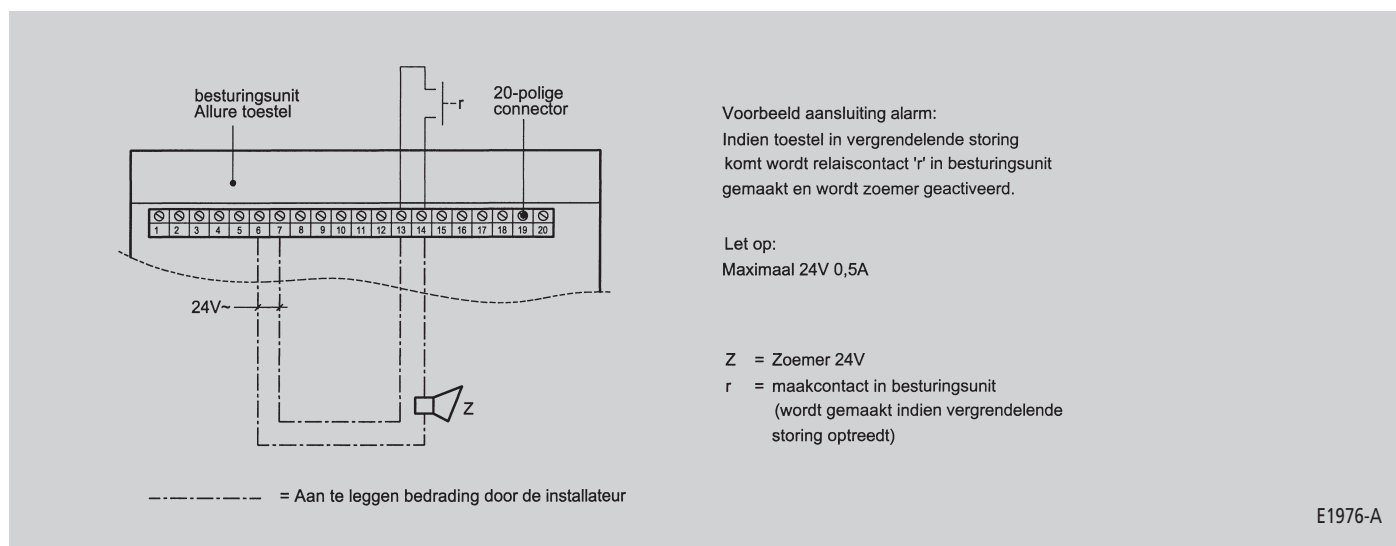 besturingsunit
Allure toestel
20-polige
connector
r
1 2 3 4 5 6 7 8 9 10 11 12 13 14 15 16 17 18 19 20
24V~
Z
= Aan te leggen bedrading door de installateur
Voorbeeld aansluiting alarm:
Indien toestel in vergrendelende storing
komt wordt relaiscontact 'r' in besturingsunit
gemaakt en wordt zoemer geactiveerd.
Let op:
Maximaal 24V 0,5A
Z = Zoemer 24V
r = maakcontact in besturingsunit
(wordt gemaakt indien vergrendelende
storing optreedt)
E1976-A